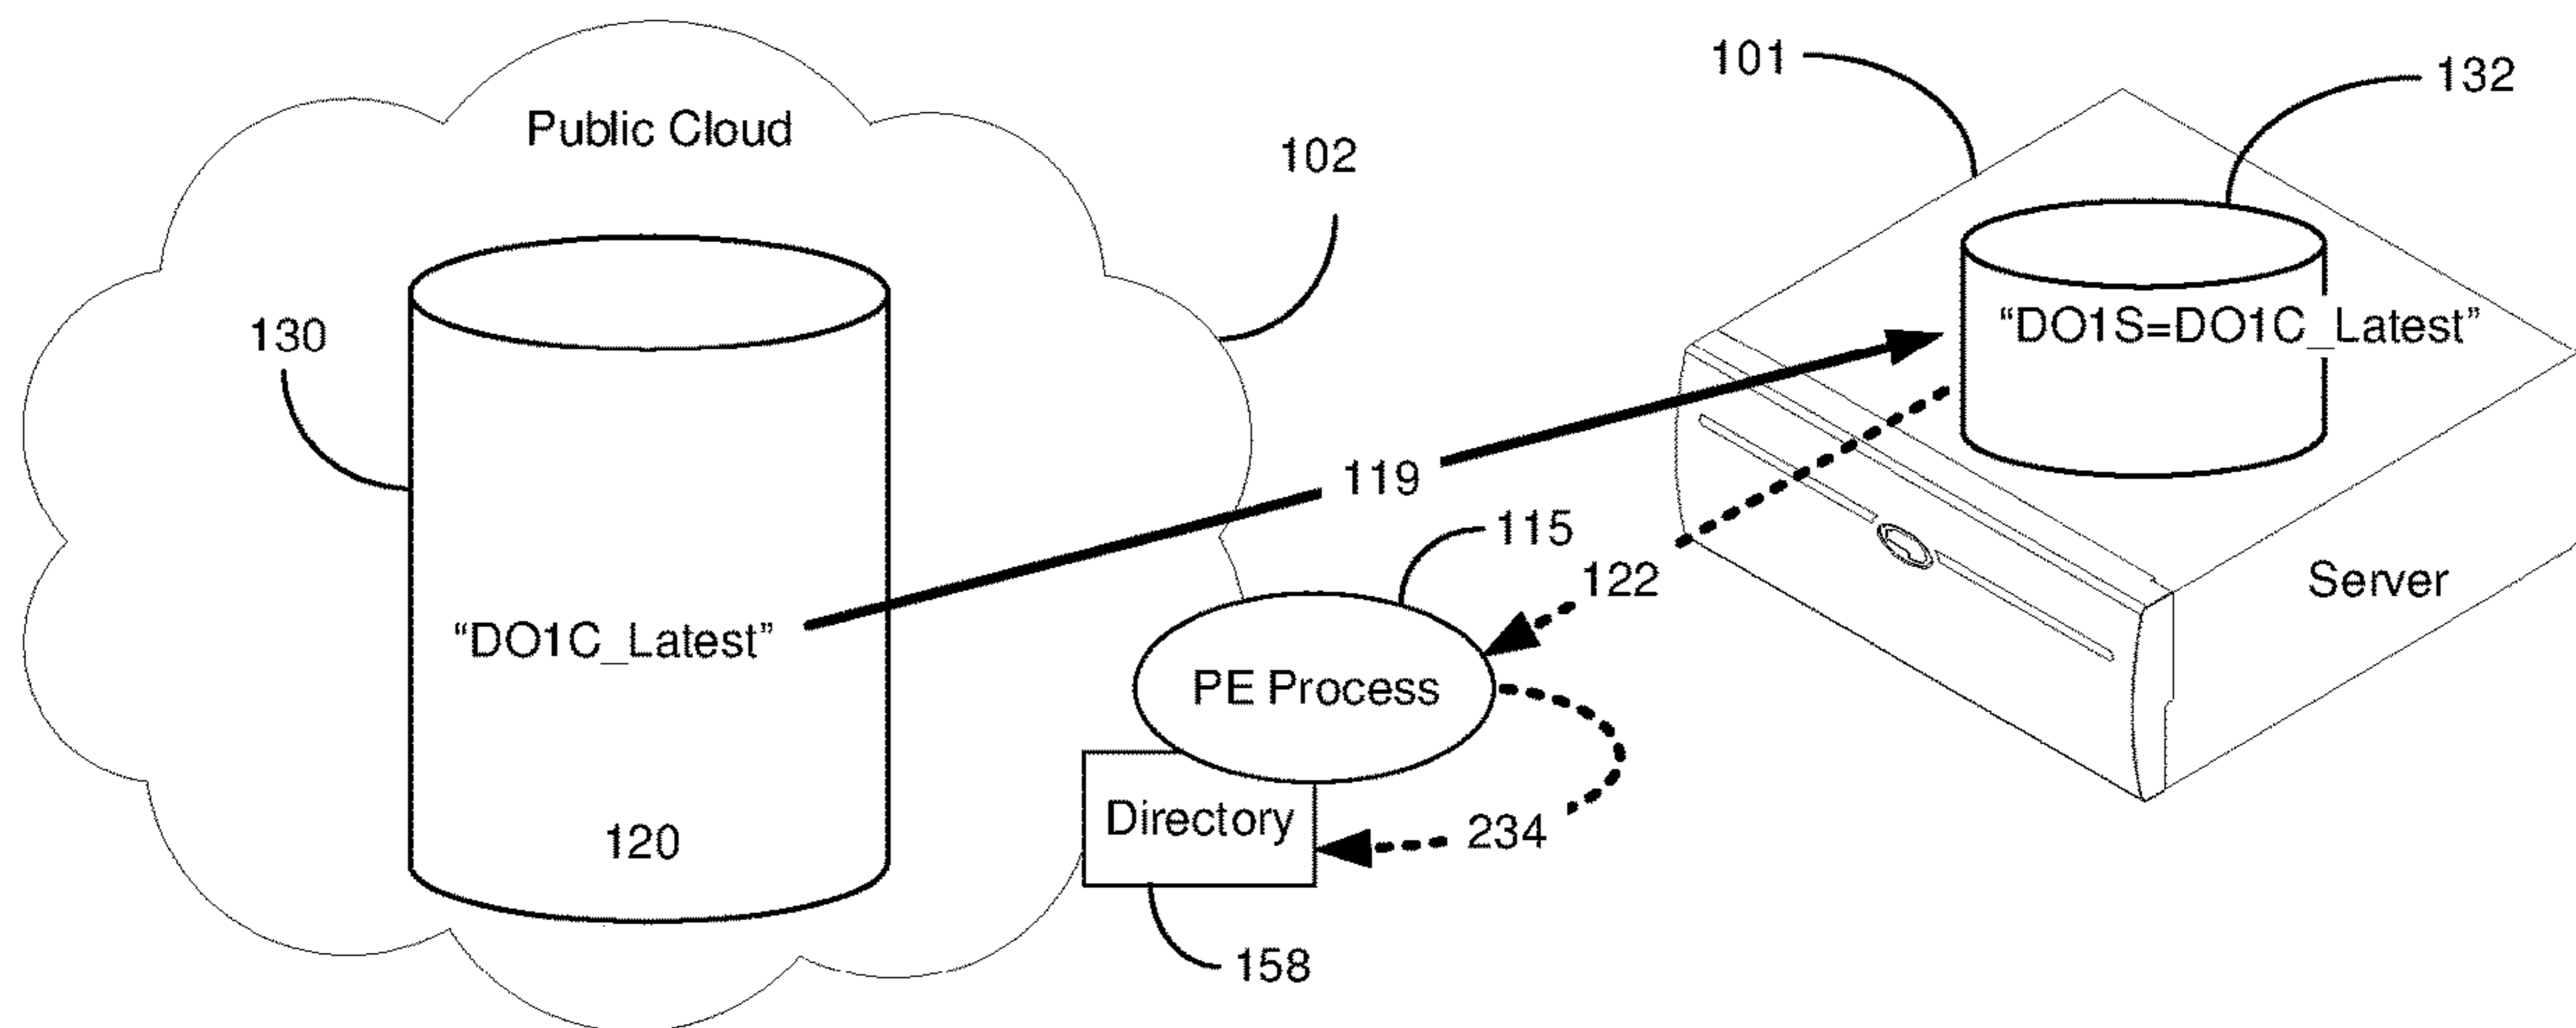 101
132
Public Cloud
102
130
“DO1S=DO1C_Latest”
119
115
122
Server
“DO1C_Latest”
PE Process
Directory
234
120
158